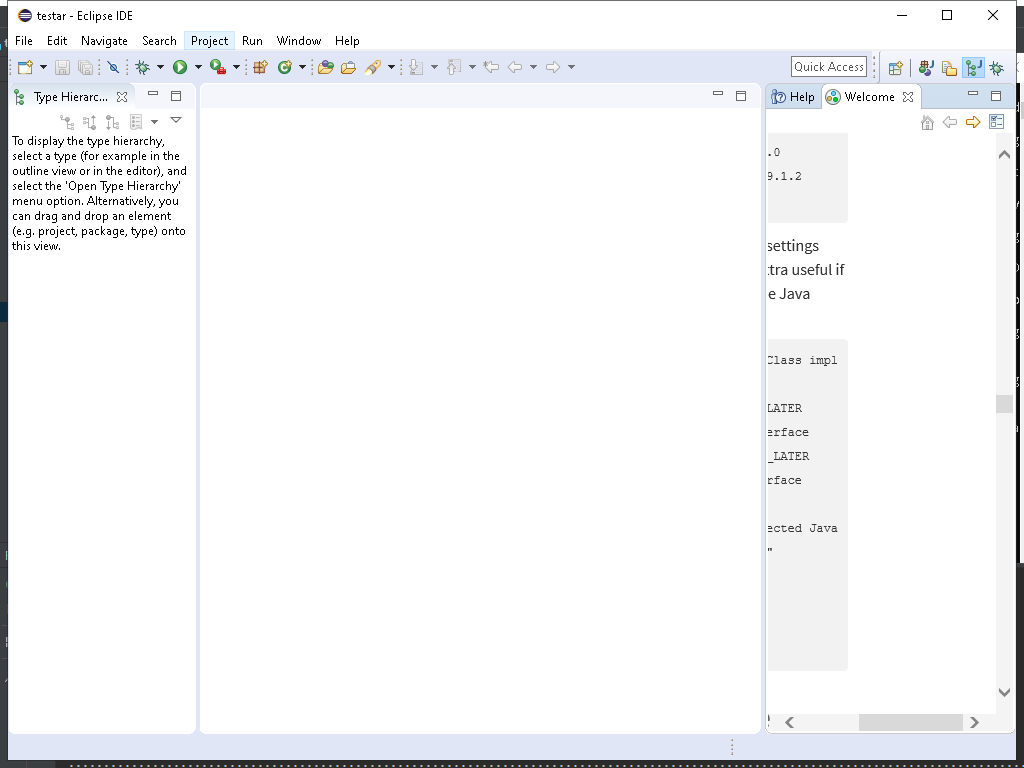 testar - Eclipse IDE
File Edit Navigate Search Project Run Window Help
Quick Access
Type Hierarc...
To display the type hierarchy,
select a type (for example in the
outline view or in the editor), and
select the 'Open Type Hierarchy'
menu option. Alternatively, you
can drag and drop an element
(e.g. project, package, type) onto
this view.
Help Welcome
.0
9.1.2
settings
tra useful if
e Java
Class impl
LATER
erface
_LATER
rface
ected Java
"